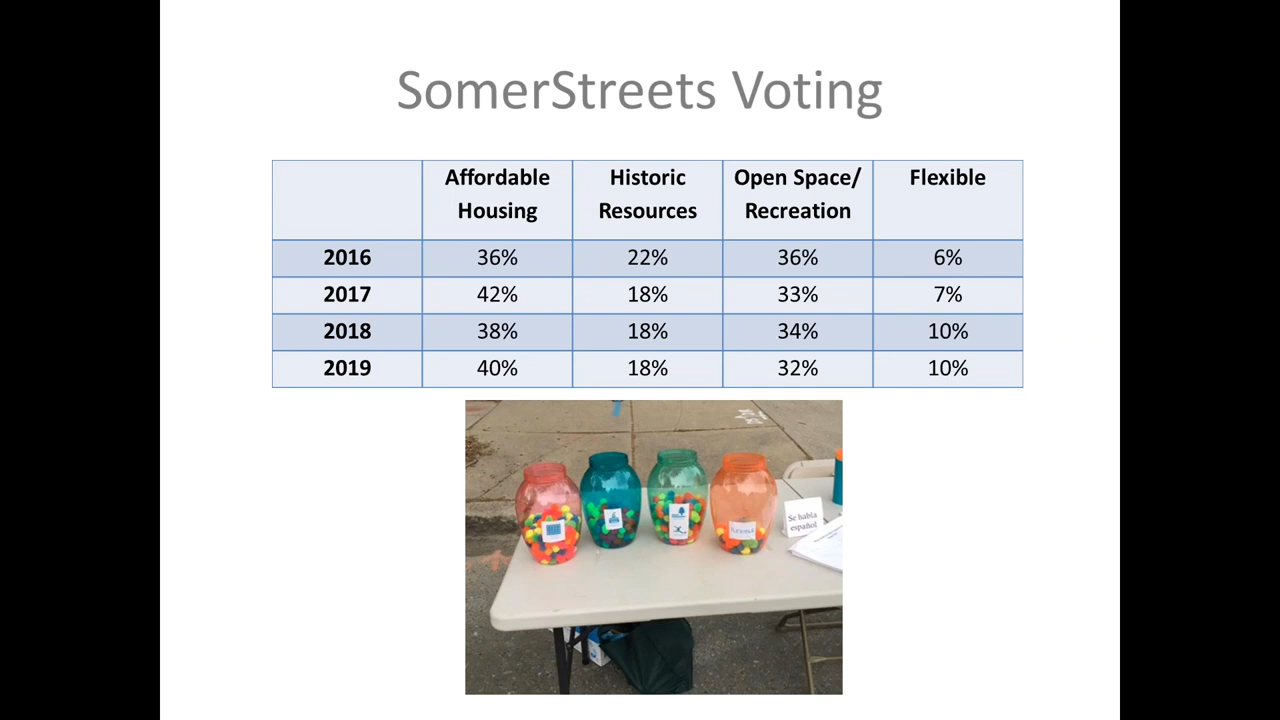 SomerStreets Voting
Affordable Housing Historic Resources Open Space/ Recreation Flexible
2016 36% 22% 36% 6%
2017 42% 18% 33% 7%
2018 38% 18% 34% 10%
2019 40% 18% 32% 10%
Se habla
español